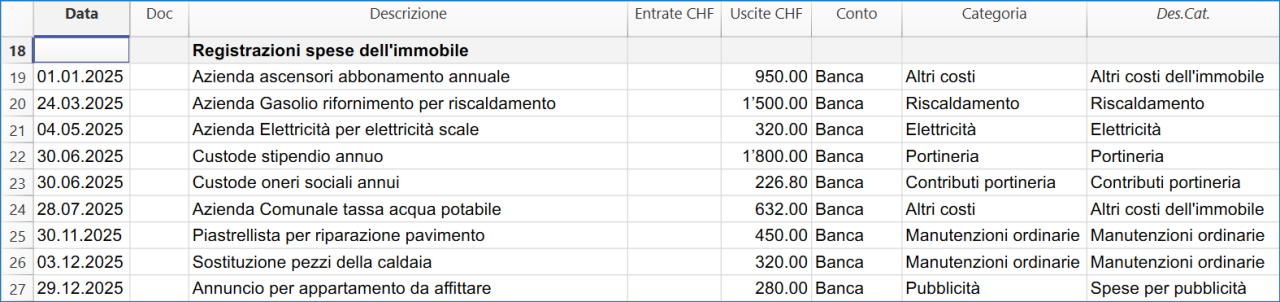 Data Doc Descrizione Entrate CHF Uscite CHF Conto Categoria Des.Cat.
18 Registrazioni spese dell'immobile
19 01.01.2025 Azienda ascensori abbonamento annuale 950.00 Banca Altri costi Altri costi dell'immobile
20 24.03.2025 Azienda Gasolio rifornimento per riscaldamento 1'500.00 Banca Riscaldamento Riscaldamento
21 04.05.2025 Azienda Elettricità per elettricità scale 320.00 Banca Elettricità Elettricità
22 30.06.2025 Custode stipendio annuo 1'800.00 Banca Portineria Portineria
23 30.06.2025 Custode oneri sociali annui 226.80 Banca Contributi portineria Contributi portineria
24 28.07.2025 Azienda Comunale tassa acqua potabile 632.00 Banca Altri costi Altri costi dell'immobile
25 30.11.2025 Piastrellista per riparazione pavimento 450.00 Banca Manutenzioni ordinarie Manutenzioni ordinarie
26 03.12.2025 Sostituzione pezzi della caldaia 320.00 Banca Manutenzioni ordinarie Manutenzioni ordinarie
27 29.12.2025 Annuncio per appartamento da affittare 280.00 Banca Pubblicità Spese per pubblicità